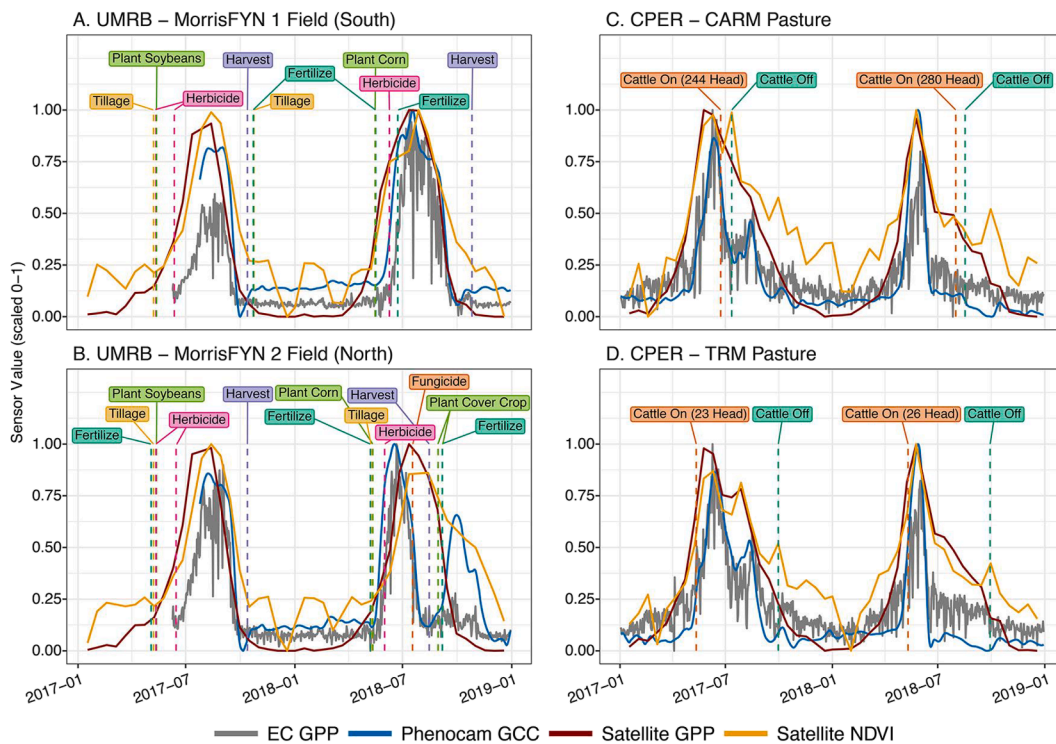 A. UMRB – MorrisFYN 1 Field (South)
Plant Soybeans
Harvest
Plant Corn
Harvest
Fertilize
Herbicide
Tillage
Herbicide
Tillage
Fertilize
1.00
0.75
0.50
0.25
0.00
C. CPER – CARM Pasture
Cattle On (244 Head)
Cattle Off
Cattle On (280 Head)
Cattle Off
1.00
0.75
0.50
0.25
0.00
Sensor Value (scaled 0–1)
B. UMRB – MorrisFYN 2 Field (North)
Fungicide
Plant Soybeans
Harvest
Plant Corn
Harvest
Plant Cover Crop
Tillage
Herbicide
Fertilize
Tillage
Fertilize
Herbicide
Fertilize
1.00
0.75
0.50
0.25
0.00
2017–01
2017–07
2018–01
2018–07
2019–01
D. CPER – TRM Pasture
Cattle On (23 Head)
Cattle Off
Cattle On (26 Head)
Cattle Off
1.00
0.75
0.50
0.25
0.00
2017–01
2017–07
2018–01
2018–07
2019–01
EC GPP
Phenocam GCC
Satellite GPP
Satellite NDVI